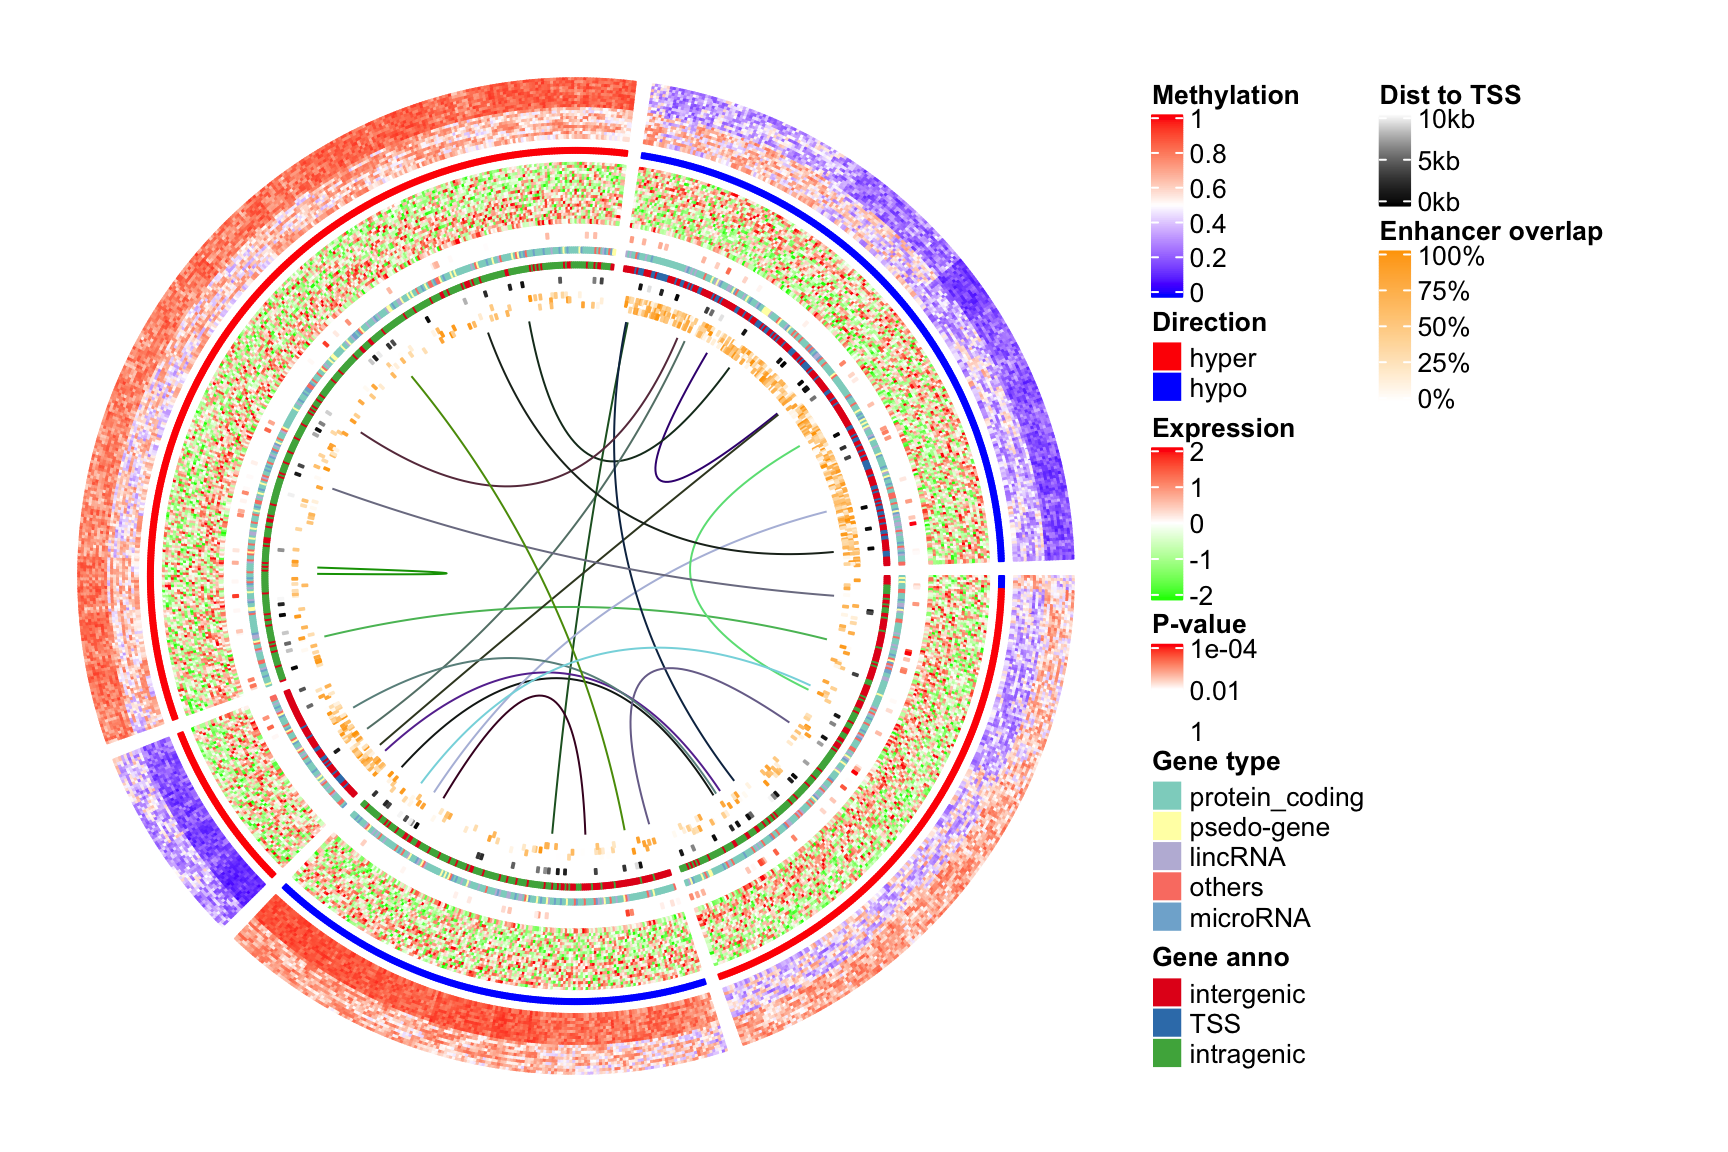 Methylation
1
0.8
0.6
0.4
0.2
0
Direction
hyper
hypo
Expression
2
1
0
-1
-2
P-value
1e-04
0.01
1
Gene type
protein_coding
psedo-gene
lincRNA
others
microRNA
Gene anno
intergenic
TSS
intragenic
Dist to TSS
10kb
5kb
0kb
Enhancer overlap
100%
75%
50%
25%
0%